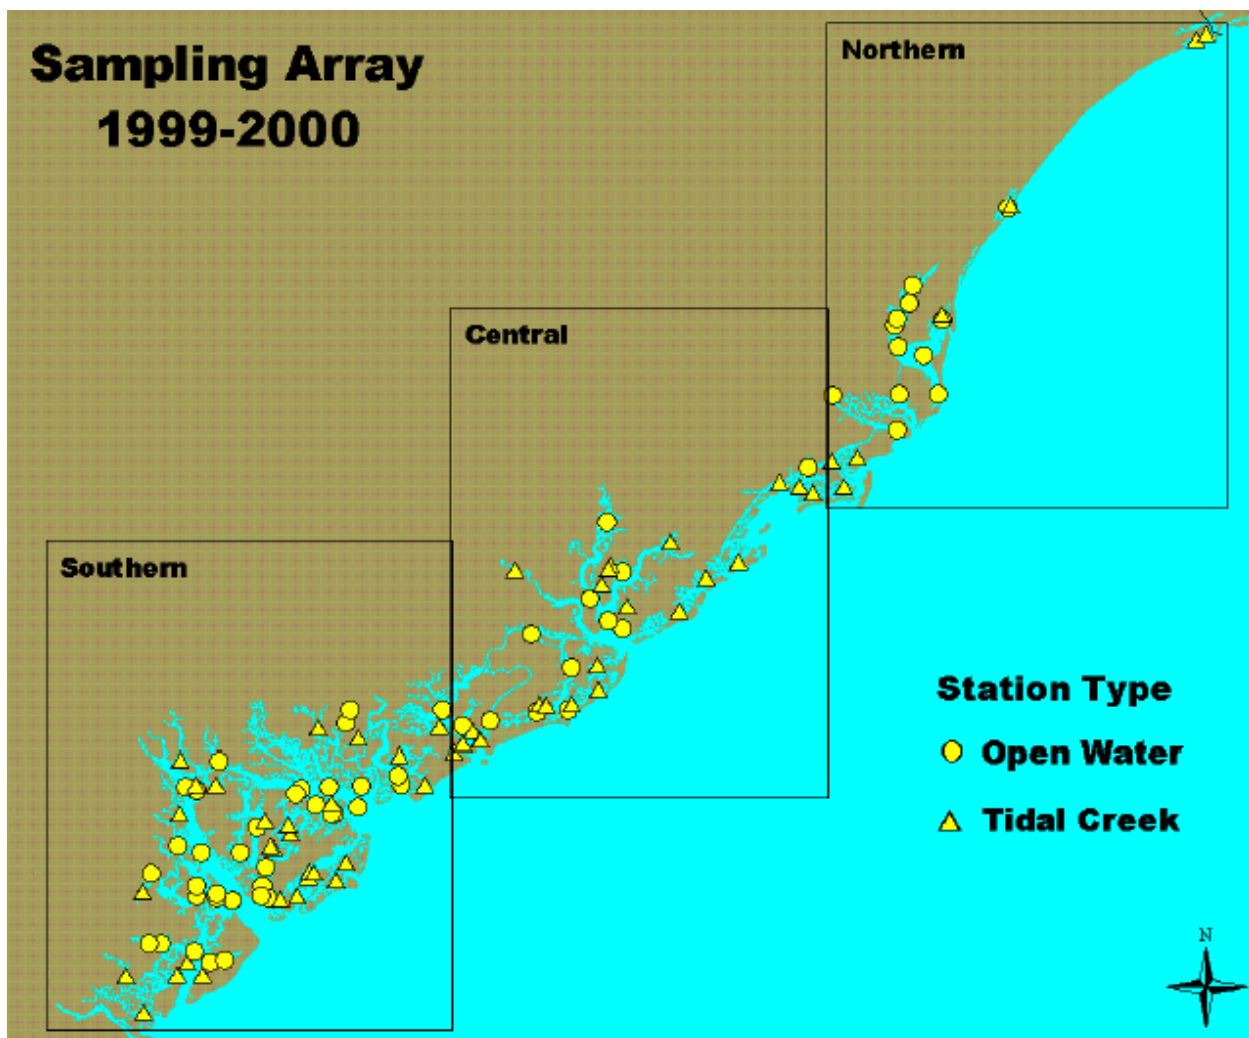 Sampling Array
1999-2000
Northern
Central
Southern
Station Type
Open Water
Tidal Creek
N